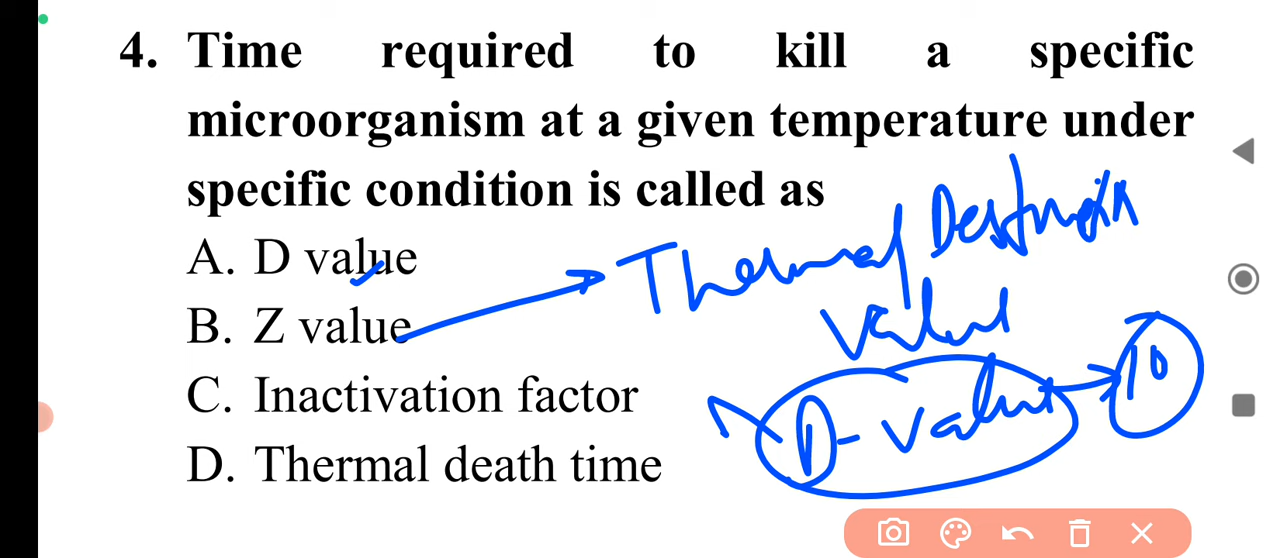 4. Time required to kill a specific
microorganism at a given temperature under
specific condition is called as
A. D value
B. Z value
C. Inactivation factor
D. Thermal death time
Thermal Destruction
value
D-value
10